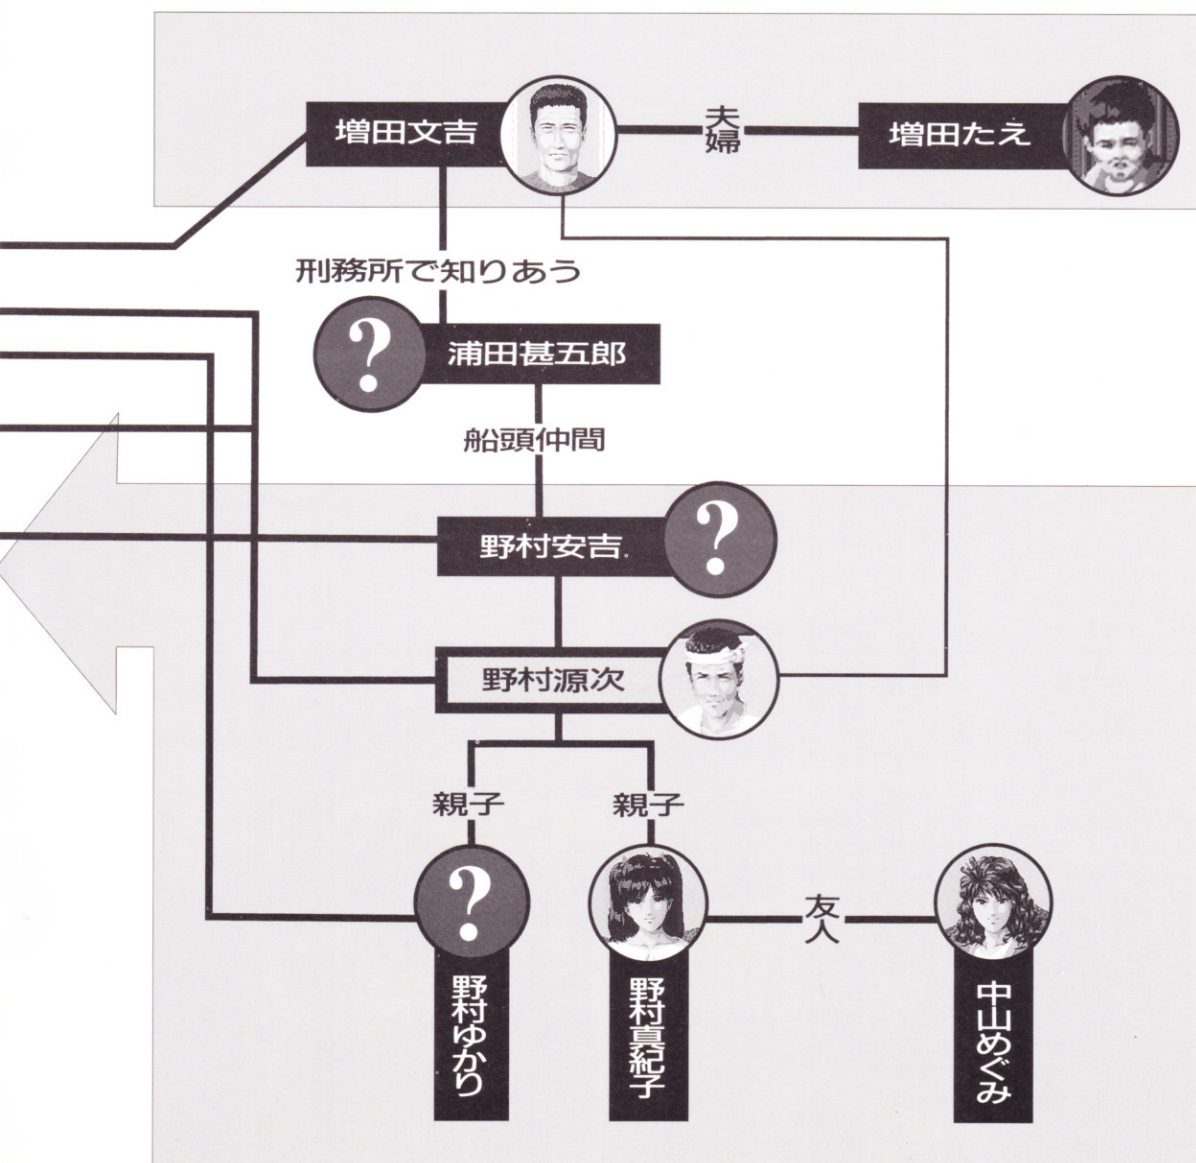 増田文吉
夫婦
増田たえ
刑務所で知りあう
?
浦田甚五郎
船頭仲間
野村安吉
?
野村源次
親子
親子
?
友人
野村ゆかり
野村真紀子
中山めぐみ